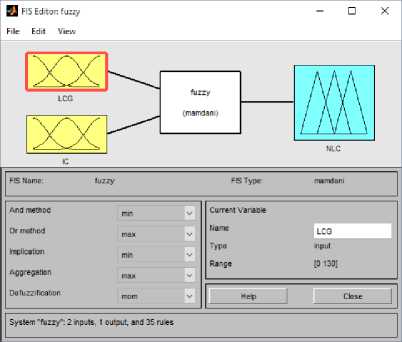 FIS Editor: fuzzy
File Edit View
LCG
IC
fuzzy
(mamdani)
NLC
FIS Name: fuzzy FIS Type: mamdani
And method min
Or method max
Implication min
Aggregation max
Defuzzification mom
Current Variable
Name LCG
Type input
Range [0 130]
Help Close
System "fuzzy": 2 inputs, 1 output, and 35 rules